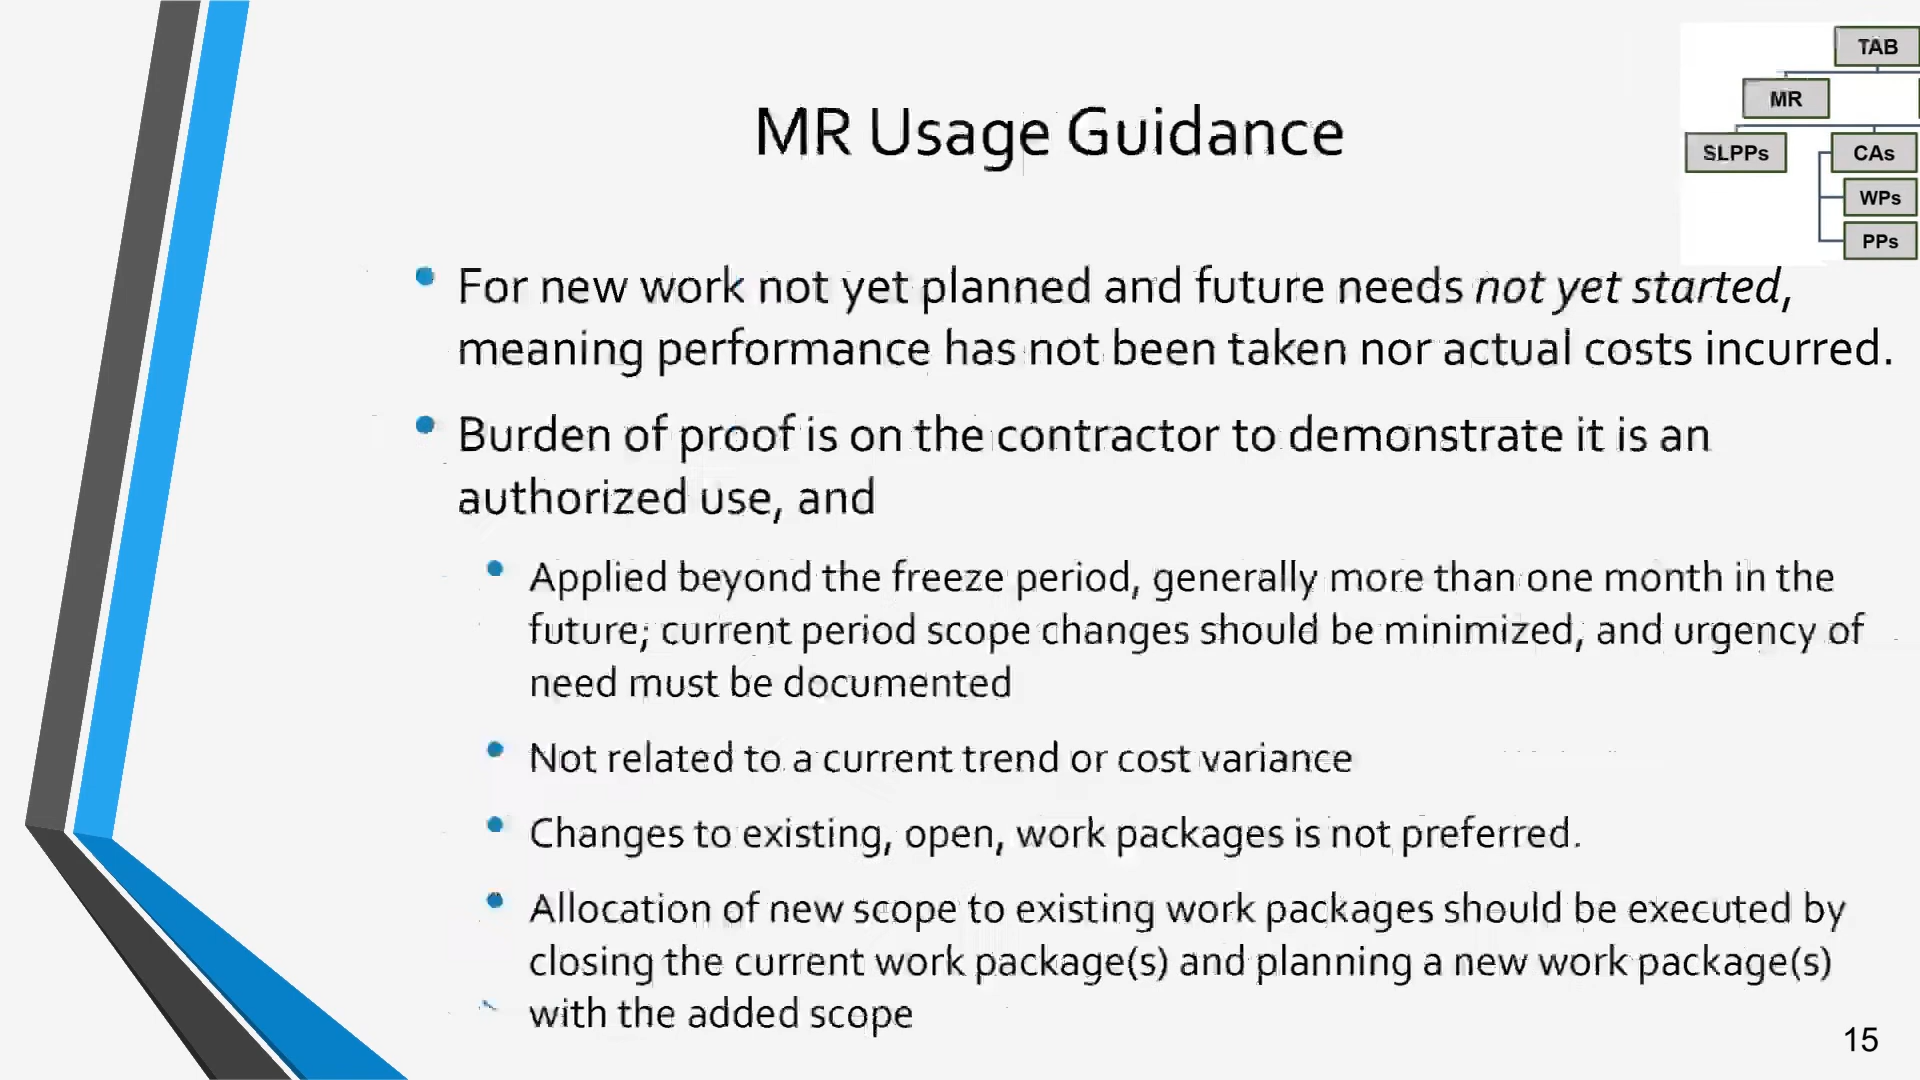 TAB
MR
SLPPs
CAs
WPs
PPs
MR Usage Guidance
For new work not yet planned and future needs not yet started,
meaning performance has not been taken nor actual costs incurred.
Burden of proof is on the contractor to demonstrate it is an
authorized use, and
Applied beyond the freeze period, generally more than one month in the
future; current period scope changes should be minimized, and urgency of
need must be documented
Not related to a current trend or cost variance
Changes to existing, open, work packages is not preferred.
Allocation of new scope to existing work packages should be executed by
closing the current work package(s) and planning a new work package(s)
with the added scope
15